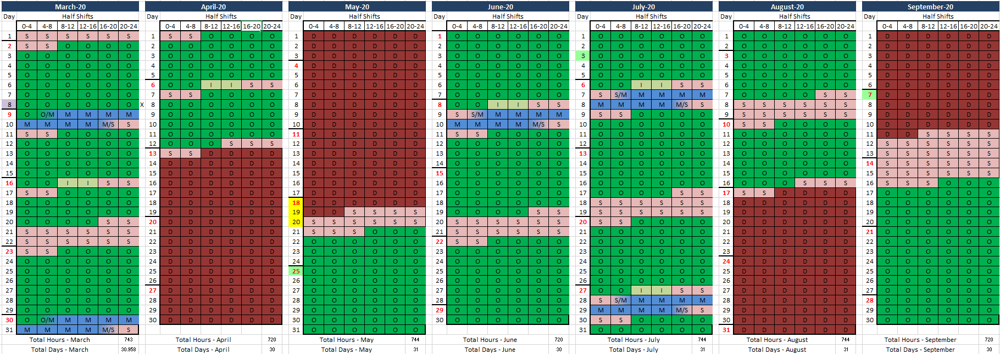 March-20 April-20 May-20 June-20 July-20 August-20 September-20
Day Half Shifts Day Half Shifts Day Half Shifts Day Half Shifts Day Half Shifts Day Half Shifts Day Half Shifts
0-4 4-8 8-12 12-16 16-20 20-24 0-4 4-8 8-12 12-16 16-20 20-24 0-4 4-8 8-12 12-16 16-20 20-24 0-4 4-8 8-12 12-16 16-20 20-24 0-4 4-8 8-12 12-16 16-20 20-24 0-4 4-8 8-12 12-16 16-20 20-24 0-4 4-8 8-12 12-16 16-20 20-24
1 S S S S S S 1 S S O O O O 1 D D D D D D 1 O O O O O O 1 O O O O O O 1 O O O O O O 1 D D D D D D
2 S S O O O O 2 O O O O O O 2 D D D D D D 2 O O O O O O 2 O O O O O O 2 O O O O O O 2 D D D D D D
3 O O O O O O 3 O O O O O O 3 D D D D D D 3 O O O O O O 3 O O O O O O 3 O O O O O O 3 D D D D D D
4 O O O O O O 4 O O O O O O 4 D D D D D D 4 O O O O O O 4 O O O O O O 4 O O O O O O 4 D D D D D D
5 O O O O O O 5 O O O O O O 5 D D D D D D 5 O O O O O O 5 O O O O O O 5 O O O O O O 5 D D D D D D
6 O O O O O O 6 O O I I S S 6 D D D D D D 6 O O O O O O 6 O O I I S S 6 O O O O O O 6 D D D D D D
7 O O O O O O 7 S S O O O O 7 D D D D D D 7 O O O O O O 7 S S/M M M M M 7 O O O O S S 7 D D D D D D
8 O O O O O O X 8 O O O O O O 8 D D D D D D 8 O O I I S S 8 M M M M M/S S 8 S S S S S S 8 D D D D D D
9 O O/M M M M M 9 O O O O O O 9 D D D D D D 9 S S/M M M M M 9 S S O O O O 9 S S S S S S 9 D D D D D D
10 M M M M M/S S 10 O O O O O O 10 D D D D D D 10 M M M M M/S S 10 O O O O O O 10 S S O O O O 10 D D D D D D
11 S S O O O O 11 O O O O O O 11 D D D D D D 11 S S O O O O 11 O O O O O O 11 O O O O O O 11 D D S S S S
12 O O O O O O 12 O O O S S S 12 D D D D D D 12 O O O O O O 12 O O O O O O 12 O O O O O O 12 S S S S S S
13 O O O O O O 13 S S D D D D 13 D D D D D D 13 O O O O O O 13 O O O O O O 13 O O O O O O 13 S S S S S S
14 O O O O O O 14 D D D D D D 14 D D D D D D 14 O O O O O O 14 O O O O O O 14 O O O O O O 14 S S S S S S
15 O O O O O O 15 D D D D D D 15 D D D D D D 15 O O O O O O 15 O O O O O O 15 O O O O O O 15 S S S S S S
16 O O I I S S 16 D D D D D D 16 D D D D D D 16 O O O O O O 16 O O O O O O 16 O O O S S S 16 S S S O O O
17 S S O O O O 17 D D D D D D 17 D D D D D D 17 O O O O O O 17 O O O O S S 17 S S D D D D 17 O O O O O O
18 O O O O O O 18 D D D D D D 18 D D D D D D 18 O O O O O O 18 S S S S S S 18 D D D D D D 18 O O O O O O
19 O O O O O O 19 D D D D D D 19 D D S S S S 19 O O O O S S 19 S S S S S S 19 D D D D D D 19 O O O O O O
20 O O O O S S 20 D D D D D D 20 S S S S S S 20 S S S S S S 20 S S O O O O 20 D D D D D D 20 O O O O O O
21 S S S S S S 21 D D D D D D 21 S S S O O O 21 S S S S S S 21 O O O O O O 21 D D D D D D 21 O O O O O O
22 S S S S S S 22 D D D D D D 22 O O O O O O 22 S S O O O O 22 O O O O O O 22 D D D D D D 22 O O O O O O
23 S S O O O O 23 D D D D D D 23 O O O O O O 23 O O O O O O 23 O O O O O O 23 D D D D D D 23 O O O O O O
24 O O O O O O 24 D D D D D D 24 O O O O O O 24 O O O O O O 24 O O O O O O 24 D D D D D D 24 O O O O O O
25 O O O O O O 25 D D D D D D 25 O O O O O O 25 O O O O O O 25 O O O O O O 25 D D D D D D 25 O O O O O O
26 O O O O O O 26 D D D D D D 26 O O O O O O 26 O O O O O O 26 O O O O O O 26 D D D D D D 26 O O O O O O
27 O O O O O O 27 D D D D D D 27 O O O O O O 27 O O O O O O 27 O O I I S S 27 D D D D D D 27 O O O O O O
28 O O O O O O 28 D D D D D D 28 O O O O O O 28 O O O O O O 28 S S/M M M M M 28 D D D D D D 28 O O O O O O
29 O O O O O O 29 D D D D D D 29 O O O O O O 29 O O O O O O 29 M M M M M/S S 29 D D D D D D 29 O O O O O O
30 O O/M M M M M 30 D D D D D D 30 O O O O O O 30 O O O O O O 30 S S O O O O 30 D D D D D D 30 O O O O O O
31 M M M M M/S S 31 O O O O O O 31 O O O O O O 31 D D D D D D
Total Hours - March 743 Total Hours - April 720 Total Hours - May 744 Total Hours - June 720 Total Hours - July 744 Total Hours - August 744 Total Hours - September 720
Total Days - March 30.958 Total Days - April 30 Total Days - May 31 Total Days - June 30 Total Days - July 31 Total Days - August 31 Total Days - September 30